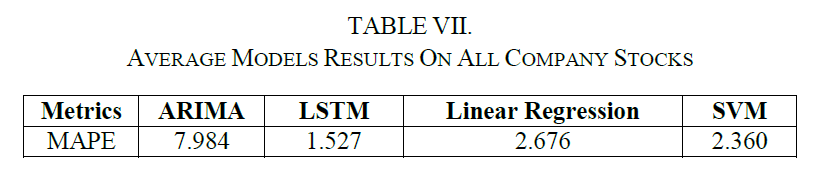 TABLE VII.
AVERAGE MODELS RESULTS ON ALL COMPANY STOCKS
Metrics ARIMA LSTM Linear Regression SVM
MAPE 7.984 1.527 2.676 2.360